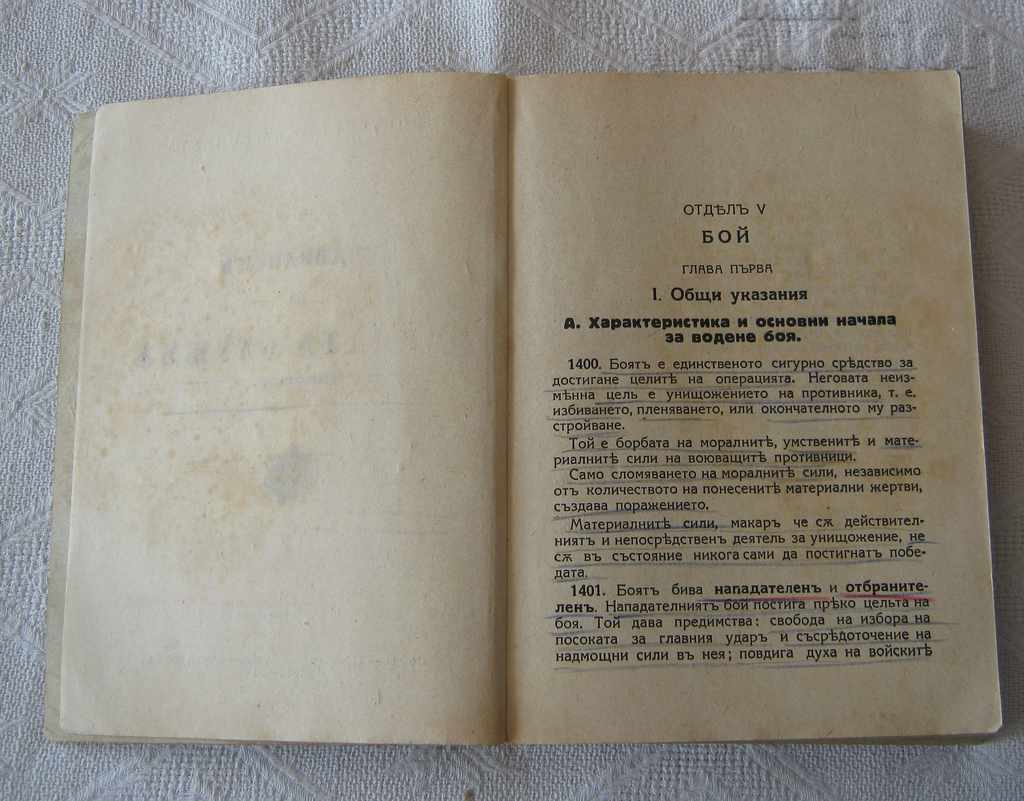 ОТДѢЛЪ V
БОЙ
ГЛАВА ПЪРВА
I. Общи указания
А. Характеристика и основни начала
за водене боя.
1400. Боятъ е единственото сигурно срѣдство за
достигане целитѣ на операцията. Неговата неиз-
мѣнна цель е унищожението на противника, т. е.
избиването, пленяването, или окончателното му раз-
стройване.
Той е борбата на моралнитѣ, умственитѣ и мате-
риалнитѣ сили на воюващитѣ противници.
Само сломяването на моралнитѣ сили, независимо
отъ количеството на понесенитѣ материални жертви,
създава поражението.
Материалнитѣ сили, макаръ че сѫ действител-
ниятъ и непосрѣдственъ деятель за унищожение, не
сѫ въ състояние никога сами да постигнатъ побе-
дата.
1401. Боятъ бива нападателенъ и отбраните-
ленъ. Нападателниятъ бой постига прѣко цельта на
боя. Той дава предимства: свобода на избора на
посоката за главния ударъ и съсрѣдоточение на
надмощни сили въ нея; повдига духа на войскитѣ